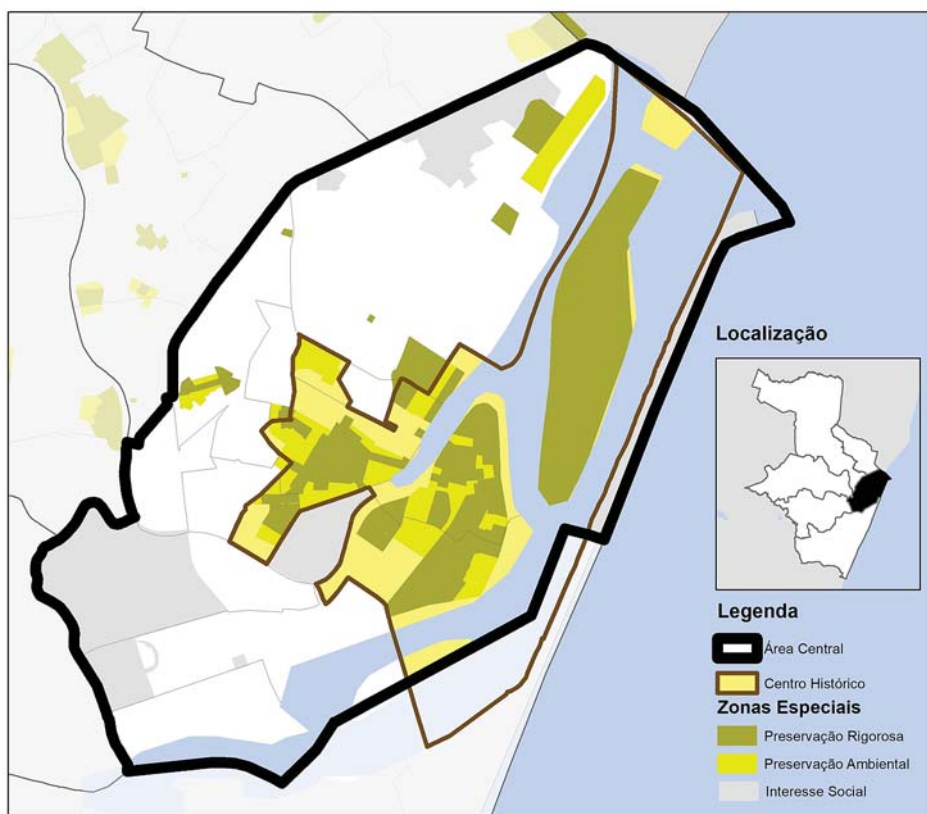 Localização
Legenda
Área Central
Centro Histórico
Zonas Especiais
Preservação Rigorosa
Preservação Ambiental
Interesse Social